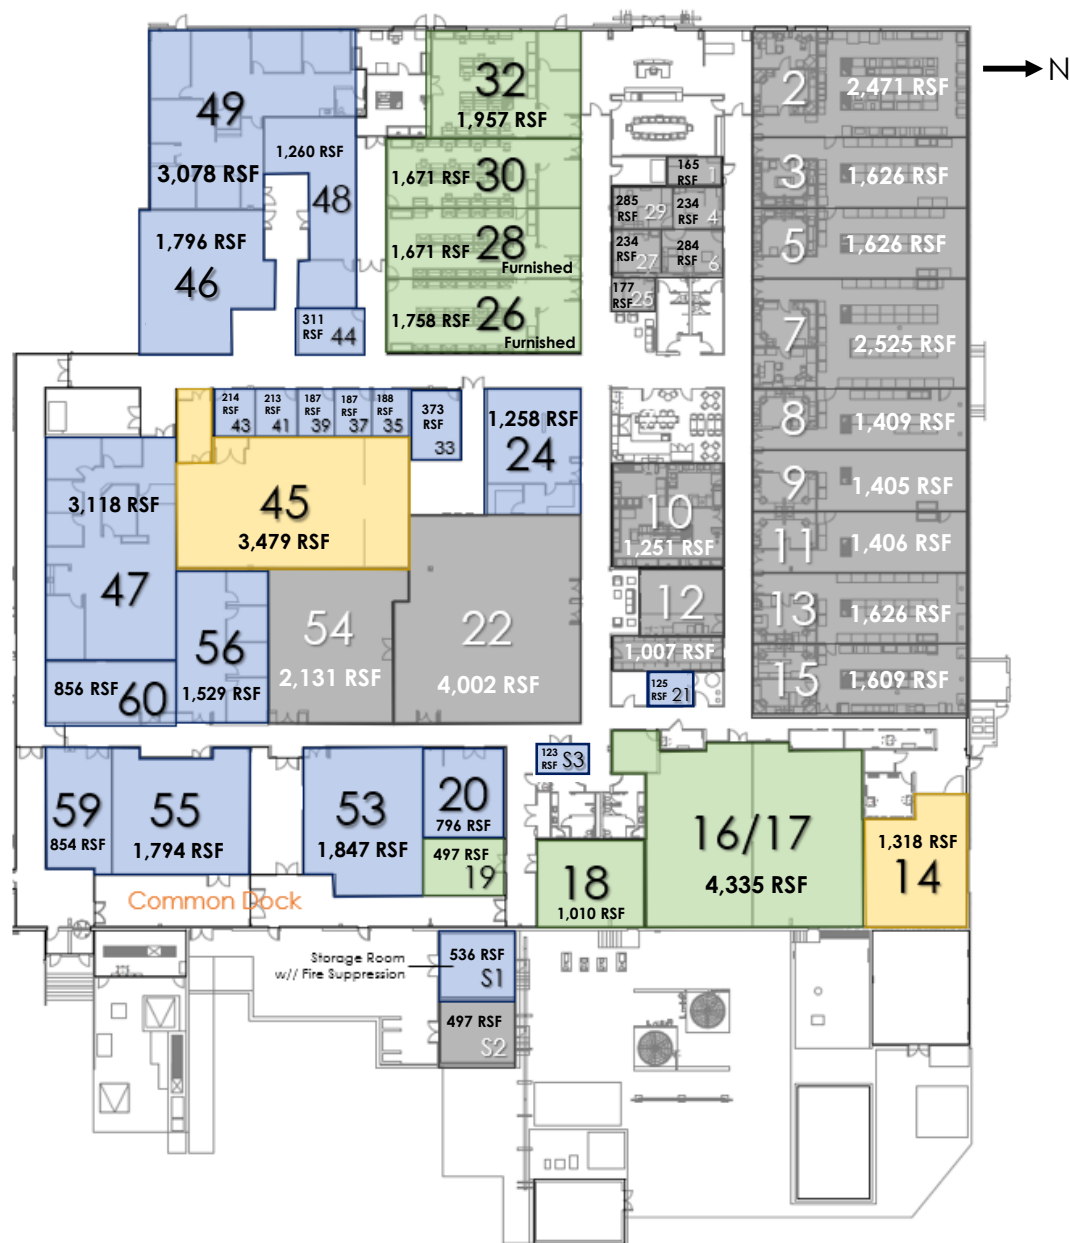 N
49
3,078 RSF
1,260 RSF
48
1,796 RSF
46
311
RSF
44
32
1,957 RSF
1,671 RSF 30
1,671 RSF 28
Furnished
1,758 RSF 26
Furnished
165
RSF 1
285
RSF 29
234
RSF 4
234
RSF 27
284
RSF 6
177
RSF 25
2
2,471 RSF
3
1,626 RSF
5
1,626 RSF
7
2,525 RSF
8
1,409 RSF
9
1,405 RSF
11
1,406 RSF
13
1,626 RSF
15
1,609 RSF
214
RSF
43
213
RSF
41
187
RSF
39
187
RSF
37
188
RSF
35
373
RSF
33
1,258 RSF
24
45
3,479 RSF
3,118 RSF
47
10
1,251 RSF
12
1,007 RSF
125
RSF 21
54
2,131 RSF
22
4,002 RSF
56
1,529 RSF
856 RSF 60
123
RSF S3
59
854 RSF
55
1,794 RSF
53
1,847 RSF
20
796 RSF
497 RSF
19
18
1,010 RSF
16/17
4,335 RSF
1,318 RSF
14
Common Dock
Storage Room
w// Fire Suppression
536 RSF
S1
497 RSF
S2